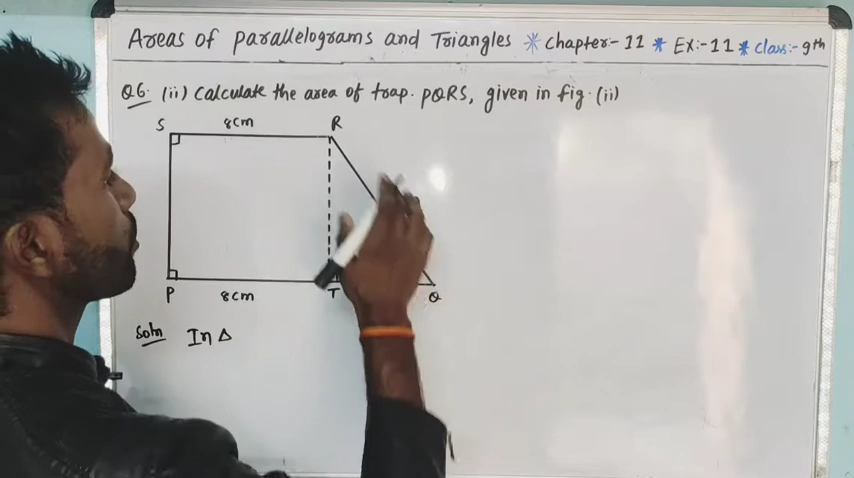 Areas of Parallelograms and Triangles * Chapter:- 11 * Ex:- 11 * Class:- 9th
Q6. (ii) Calculate the area of trap. PQRS, given in fig. (ii)
S 8cm R
P 8cm T Q
Soln In Δ